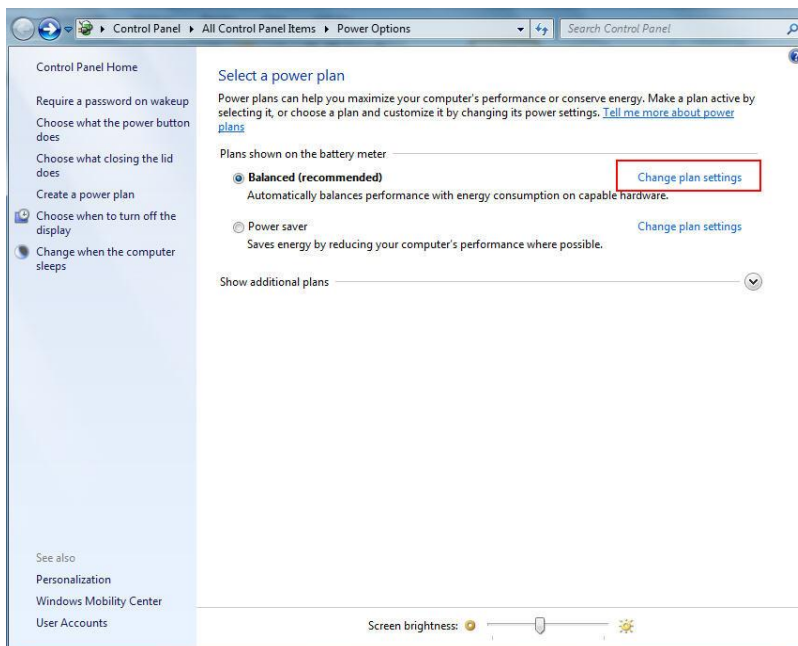 Control Panel ▸ All Control Panel Items ▸ Power Options
Search Control Panel
Control Panel Home
Require a password on wakeup
Choose what the power button
does
Choose what closing the lid
does
Create a power plan
Choose when to turn off the
display
Change when the computer
sleeps
See also
Personalization
Windows Mobility Center
User Accounts
Select a power plan
Power plans can help you maximize your computer's performance or conserve energy. Make a plan active by
selecting it, or choose a plan and customize it by changing its power settings. Tell me more about power
plans
Plans shown on the battery meter
Balanced (recommended) Change plan settings
Automatically balances performance with energy consumption on capable hardware.
Power saver Change plan settings
Saves energy by reducing your computer's performance where possible.
Show additional plans
Screen brightness: